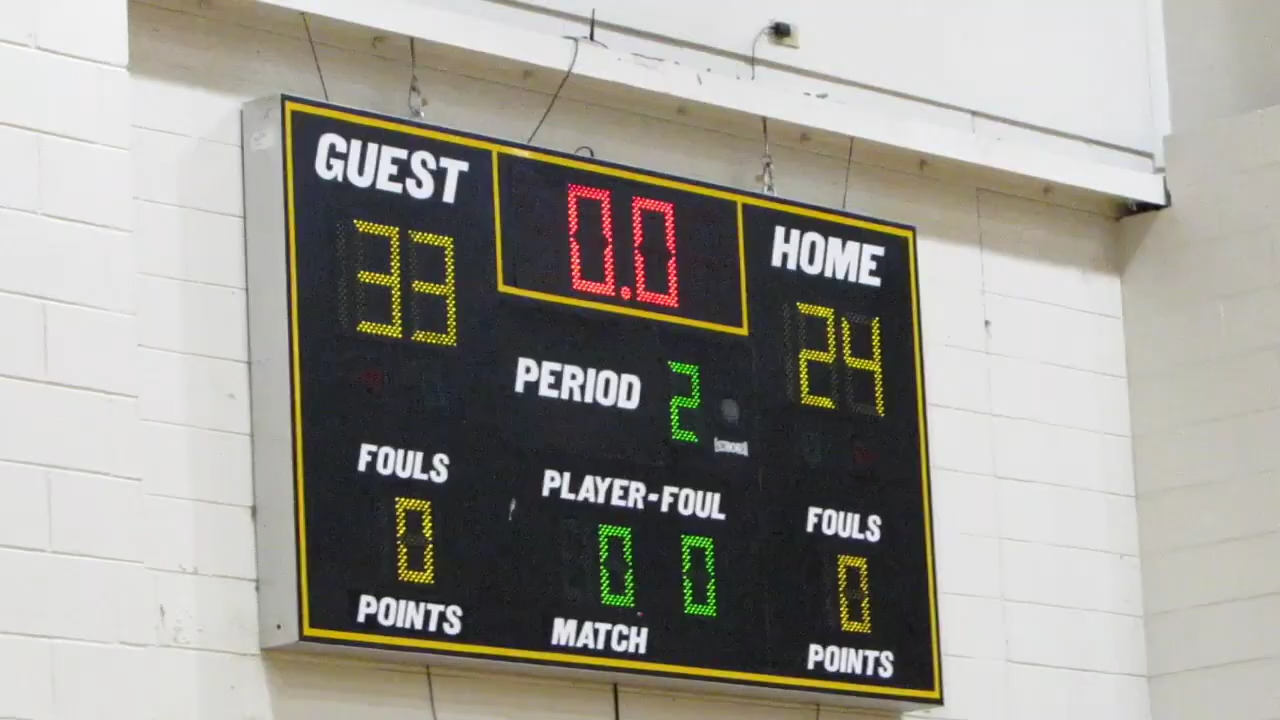 GUEST
0.0
HOME
33
24
PERIOD 2
FOULS
PLAYER-FOUL
FOULS
0
0 0
0
POINTS
MATCH
POINTS